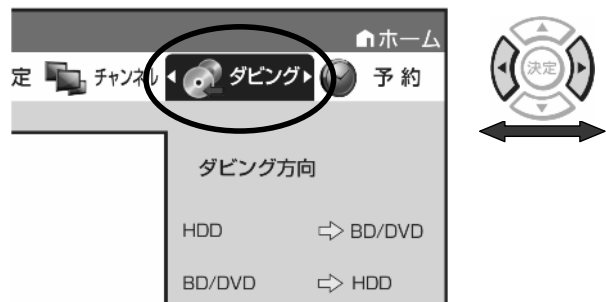 ホーム
定 チャンネル ダビング 予約
決定
ダビング方向
HDD ⇨ BD/DVD
BD/DVD ⇨ HDD